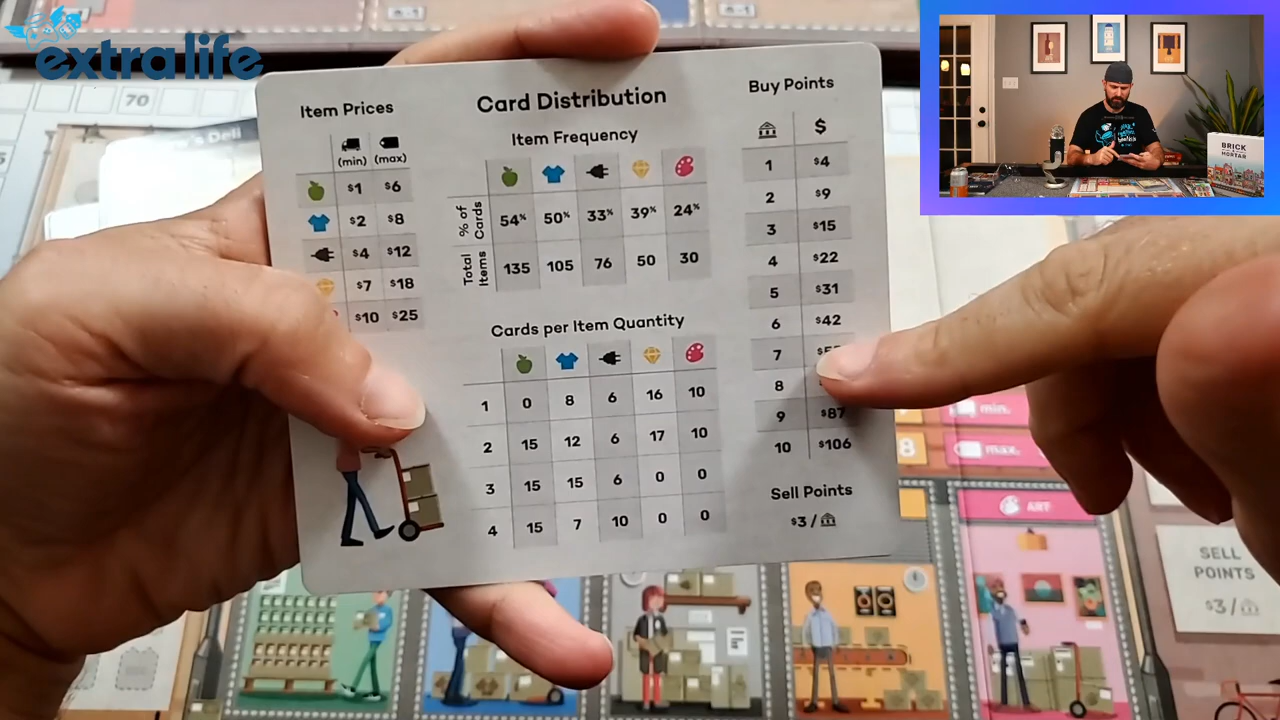 extra life
70
's Deli
Item Prices
(min) (max)
$1 $6
$2 $8
$4 $12
$7 $18
$10 $25
Card Distribution
Item Frequency
% of Cards 54% 50% 33% 39% 24%
Total Items 135 105 76 50 30
Cards per Item Quantity
1 0 8 6 16 10
2 15 12 6 17 10
3 15 15 6 0 0
4 15 7 10 0 0
Buy Points
$
1 $4
2 $9
3 $15
4 $22
5 $31
6 $42
7
8
9 $87
10 $106
Sell Points
$3 /
BRICK
&
MORTAR
min.
8
max.
ART
SELL
POINTS
$3 /